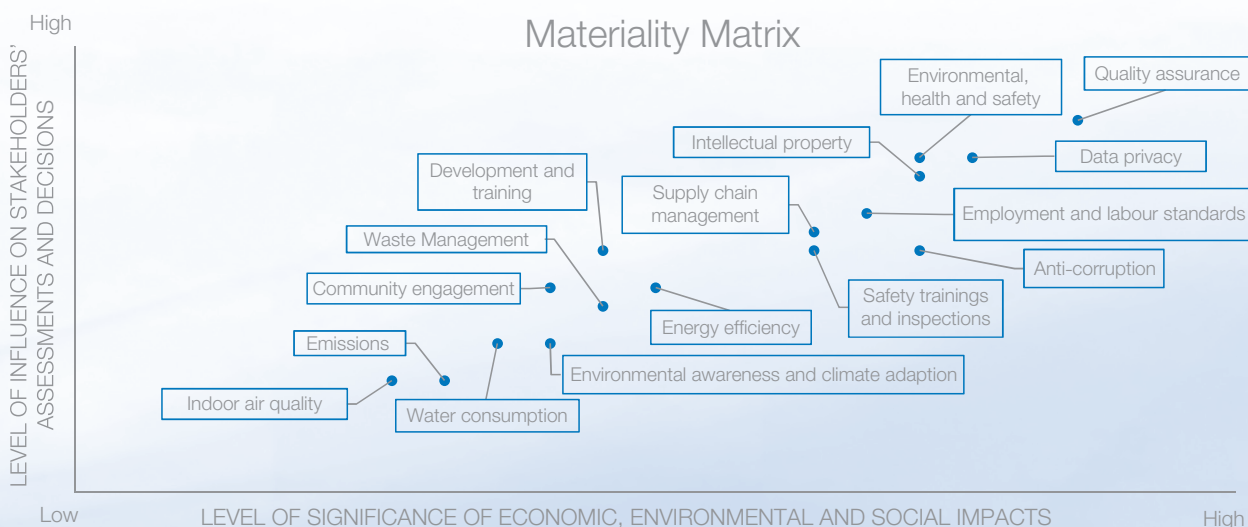 High
Materiality Matrix
LEVEL OF INFLUENCE ON STAKEHOLDERS'
ASSESSMENTS AND DECISIONS
Environmental,
health and safety
Quality assurance
Intellectual property
Data privacy
Development and
training
Supply chain
management
Employment and labour standards
Waste Management
Anti-corruption
Community engagement
Safety trainings
and inspections
Energy efficiency
Emissions
Environmental awareness and climate adaption
Indoor air quality
Water consumption
Low
LEVEL OF SIGNIFICANCE OF ECONOMIC, ENVIRONMENTAL AND SOCIAL IMPACTS
High